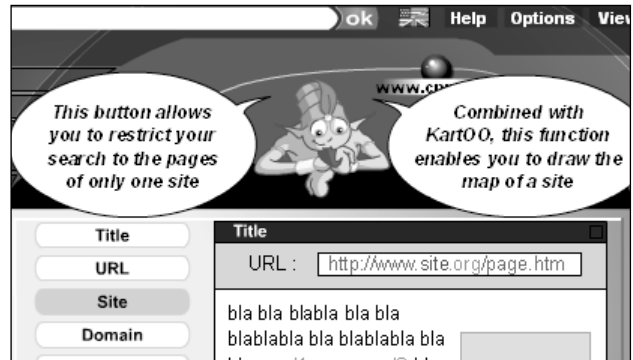 ok Help Options
www.
This button allows
you to restrict your
search to the pages
of only one site
Combined with
KartOO, this function
enables you to draw the
map of a site
Title
URL
Site
Domain
Title
URL : http://www.site.org/page.htm
bla bla blabla bla bla
blablabla bla blablabla bla